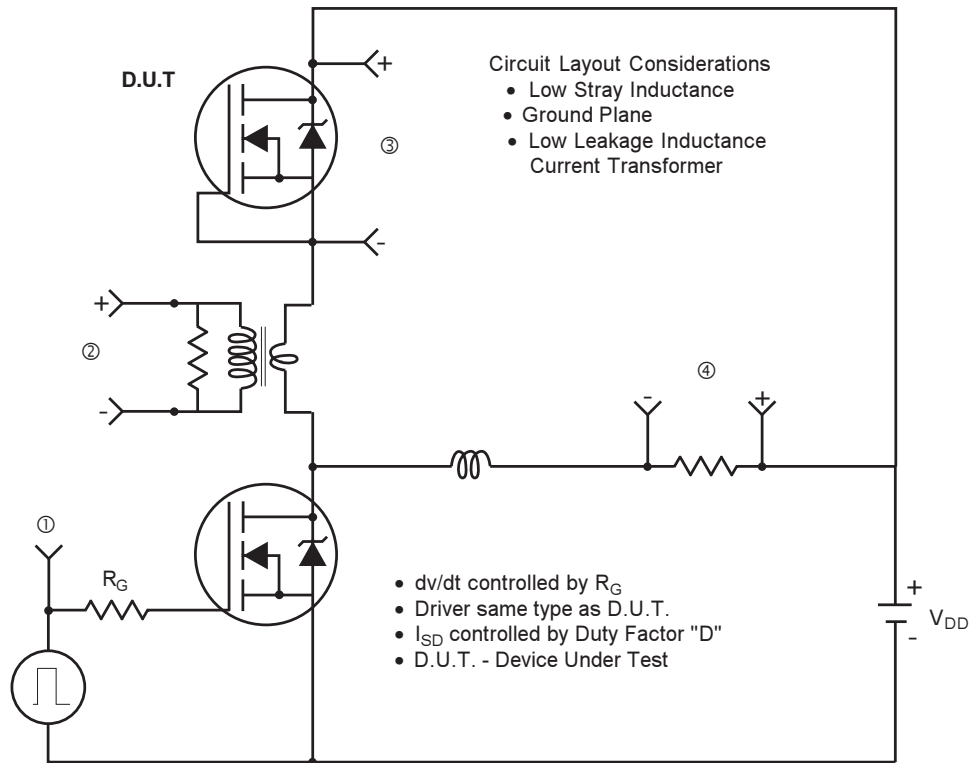 D.U.T
+
Circuit Layout Considerations
• Low Stray Inductance
• Ground Plane
• Low Leakage Inductance
Current Transformer
③
-
+
②
-
④
-
+
①
R_G
• dv/dt controlled by R_G
• Driver same type as D.U.T.
• I_SD controlled by Duty Factor "D"
• D.U.T. - Device Under Test
+
V_DD
-